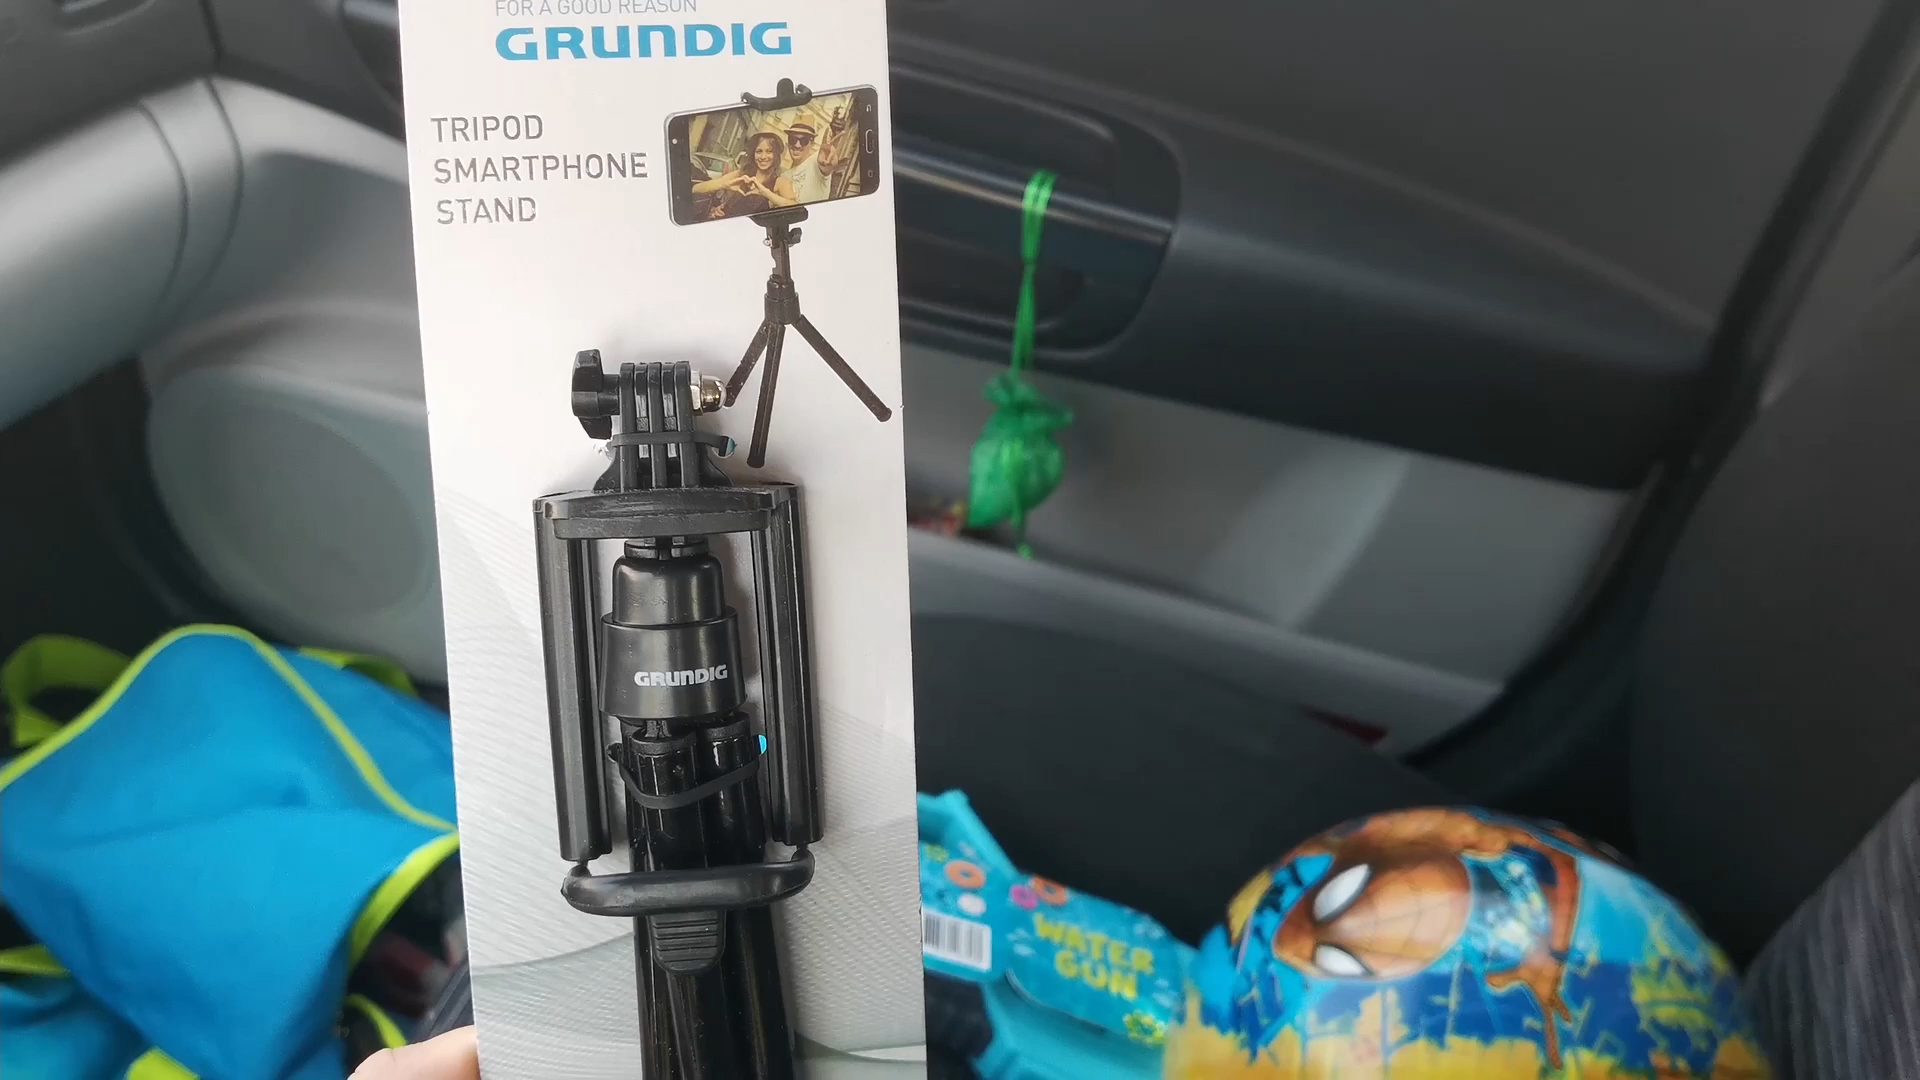 FOR A GOOD REASON
GRUNDIG
TRIPOD
SMARTPHONE
STAND
GRUNDIG
WATER
GUN